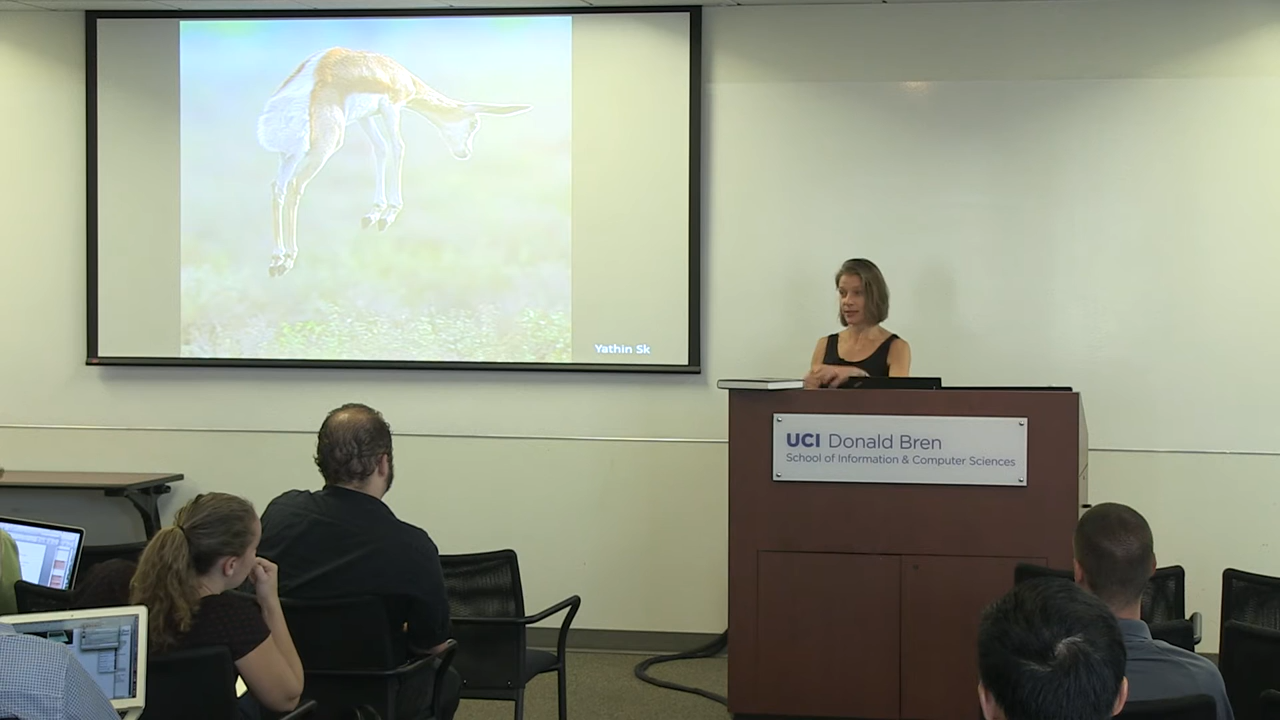 Yathin Sk
UCI Donald Bren
School of Information & Computer Sciences